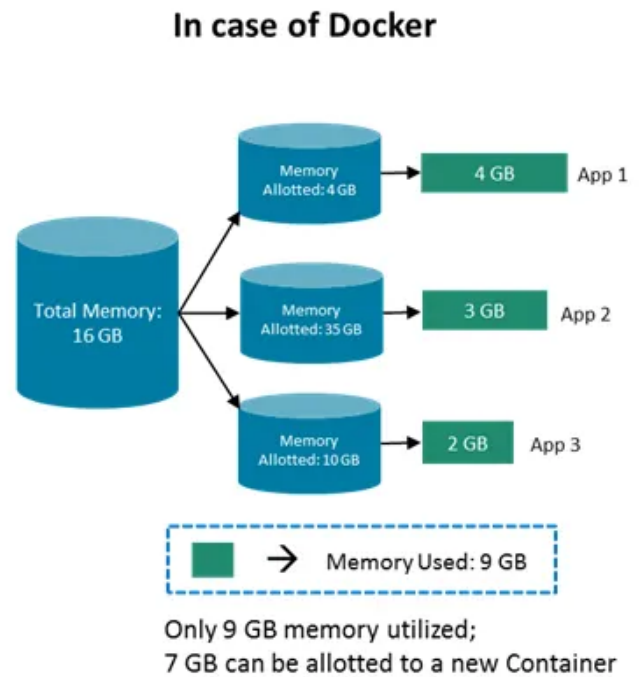 In case of Docker
Memory
Allotted: 4 GB
4 GB
App 1
Total Memory:
16 GB
Memory
Allotted: 35 GB
3 GB
App 2
Memory
Allotted: 10 GB
2 GB
App 3
→ Memory Used: 9 GB
Only 9 GB memory utilized;
7 GB can be allotted to a new Container